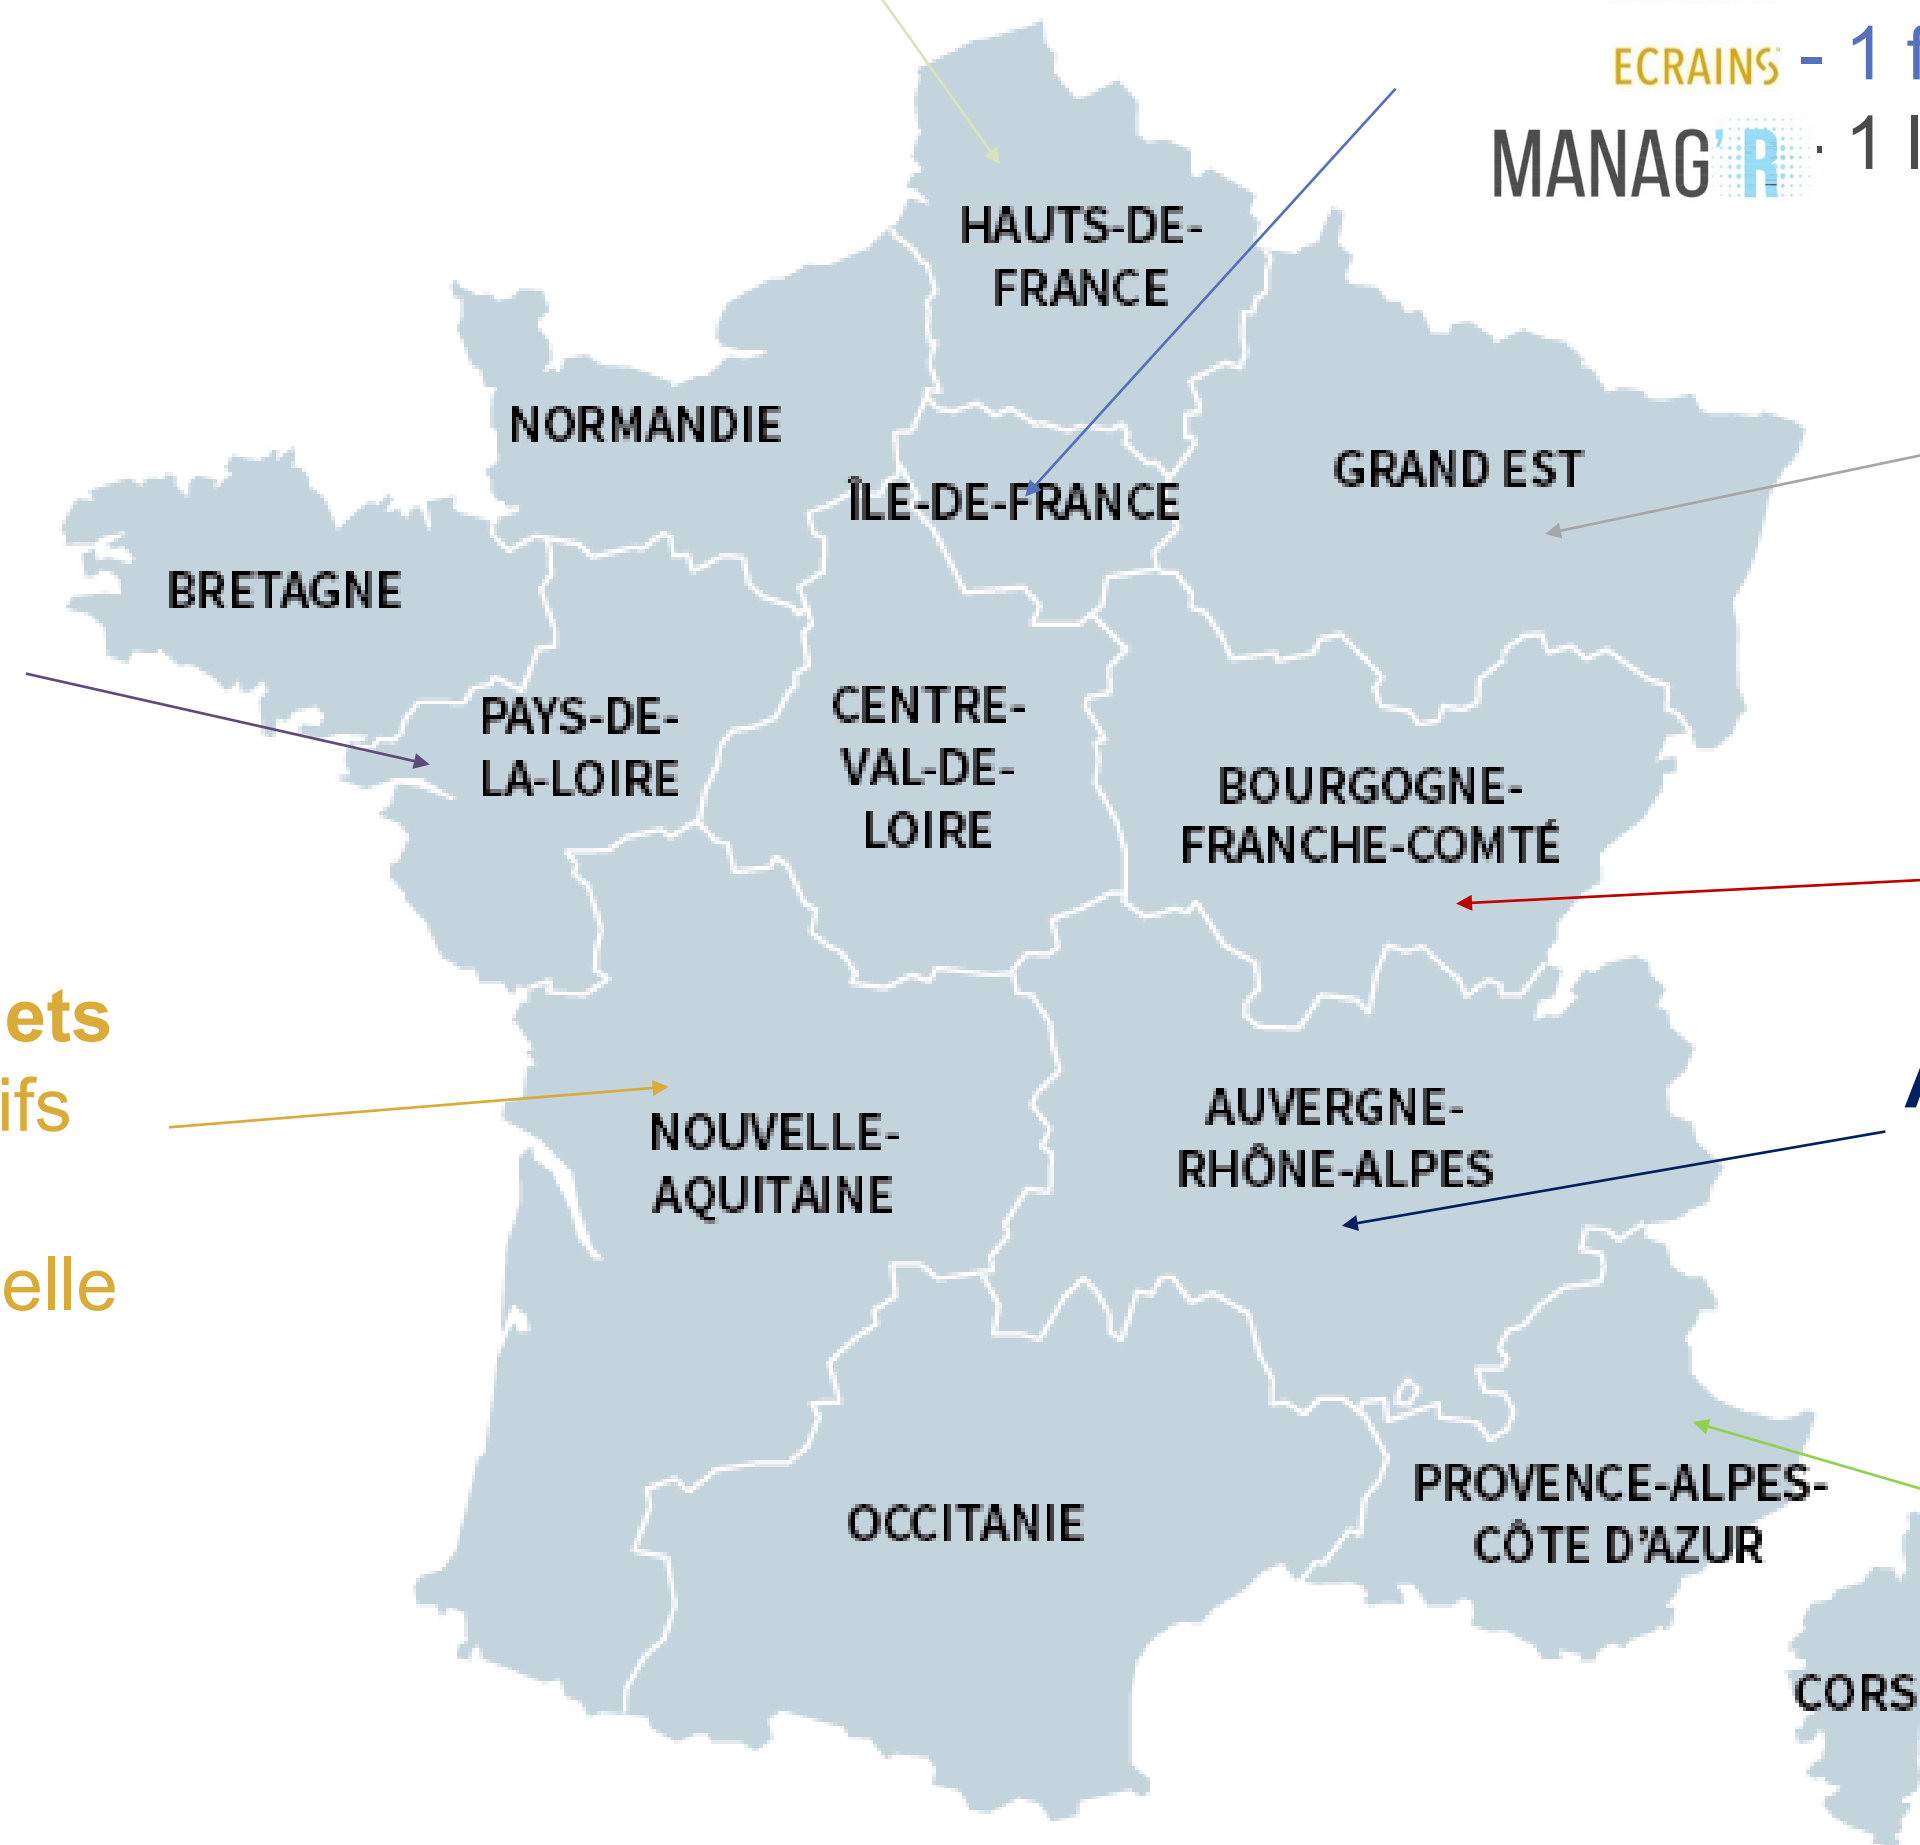 ECRAINS - 1 f
MANAG'R - 1 l
HAUTS-DE-
FRANCE
NORMANDIE
GRAND EST
ÎLE-DE-FRANCE
BRETAGNE
PAYS-DE-
LA-LOIRE
CENTRE-
VAL-DE-
LOIRE
BOURGOGNE-
FRANCHE-COMTÉ
ets
ifs
elle
NOUVELLE-
AQUITAINE
AUVERGNE-
RHÔNE-ALPES
A
OCCITANIE
PROVENCE-ALPES-
CÔTE D'AZUR
CORS